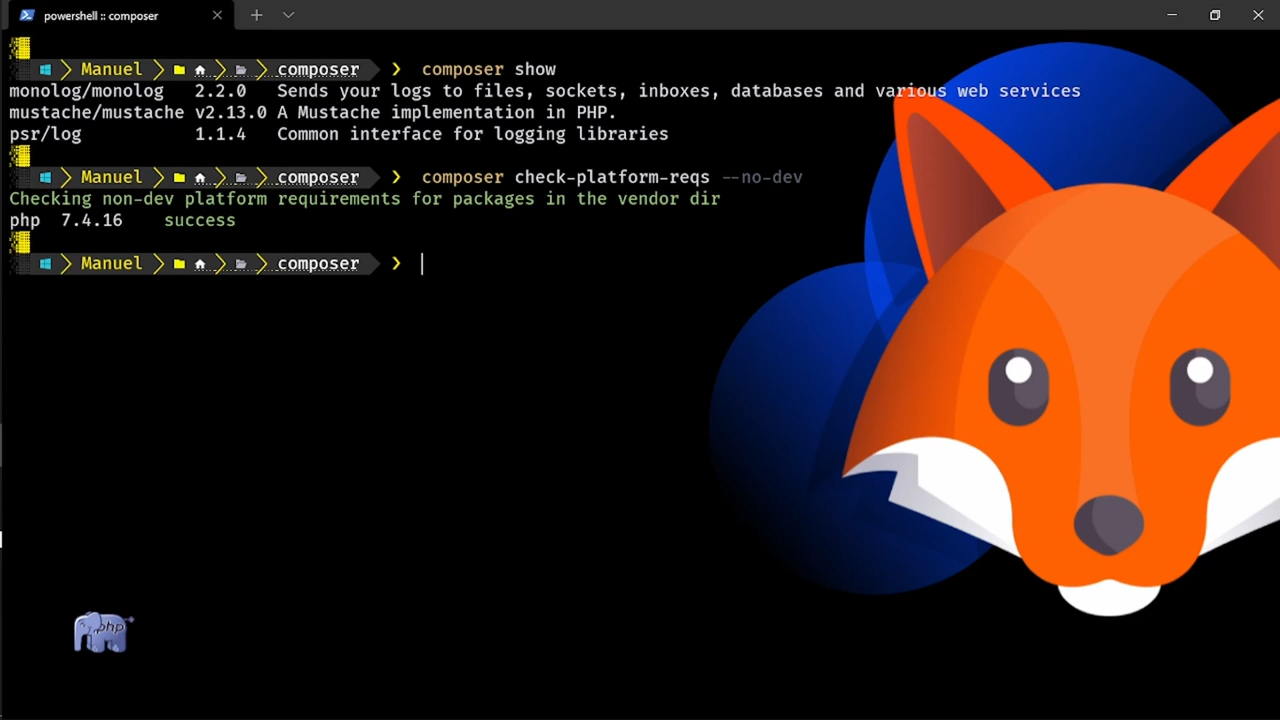 powershell :: composer
Manuel composer ❯ composer show
monolog/monolog 2.2.0 Sends your logs to files, sockets, inboxes, databases and various web services
mustache/mustache v2.13.0 A Mustache implementation in PHP.
psr/log 1.1.4 Common interface for logging libraries
Manuel composer ❯ composer check-platform-reqs --no-dev
Checking non-dev platform requirements for packages in the vendor dir
php 7.4.16 success
Manuel composer ❯
php